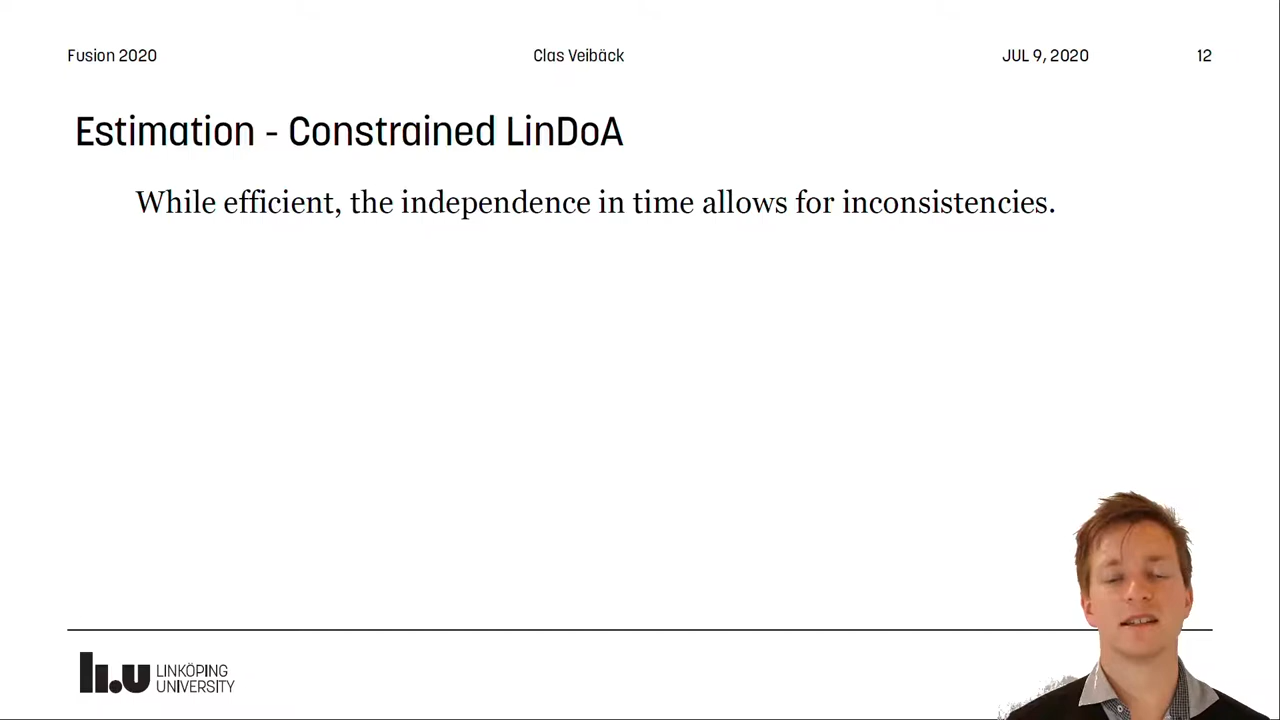 Fusion 2020 Clas Veibäck JUL 9, 2020 12
Estimation - Constrained LinDoA
While efficient, the independence in time allows for inconsistencies.
LINKÖPING
UNIVERSITY